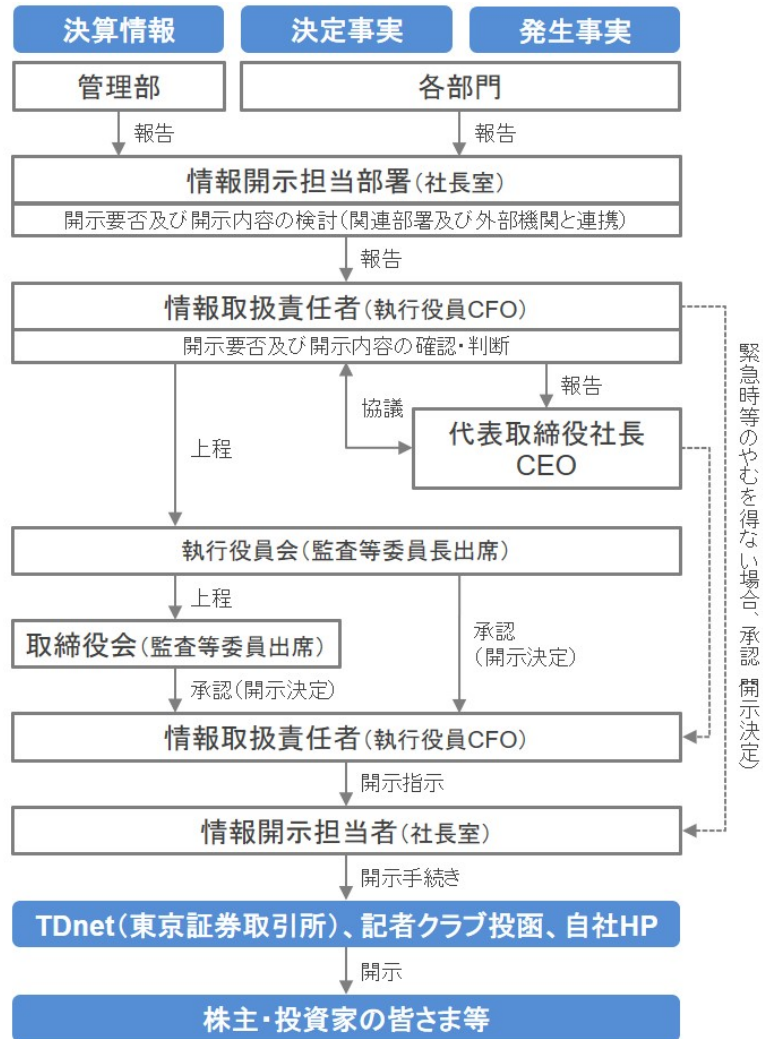 決算情報
決定事実
発生事実
管理部
各部門
報告
報告
情報開示担当部署(社長室)
開示要否及び開示内容の検討(関連部署及び外部機関と連携)
報告
情報取扱責任者(執行役員CFO)
開示要否及び開示内容の確認・判断
報告
協議
代表取締役社長
CEO
上程
執行役員会(監査等委員長出席)
上程
承認
(開示決定)
取締役会(監査等委員出席)
承認(開示決定)
情報取扱責任者(執行役員CFO)
開示指示
情報開示担当者(社長室)
開示手続き
TDnet(東京証券取引所)、記者クラブ投函、自社HP
開示
株主・投資家の皆さま等
緊急時等のやむを得ない場合、承認 開示決定)